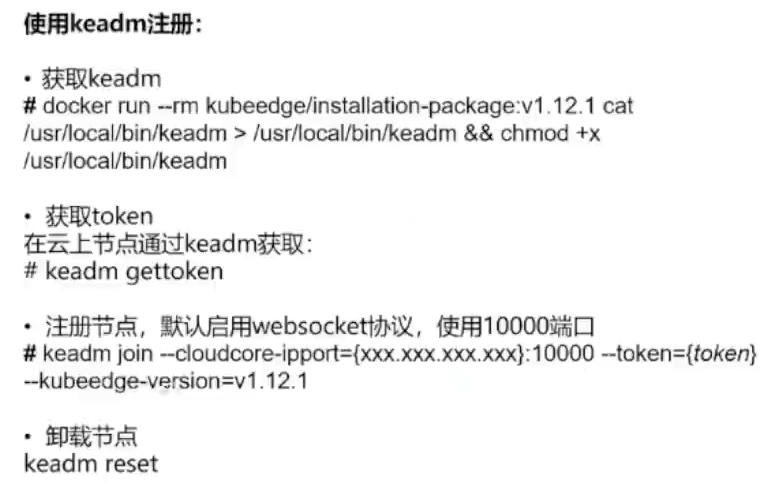 使用keadm注册：
• 获取keadm
# docker run --rm kubeedge/installation-package:v1.12.1 cat
/usr/local/bin/keadm > /usr/local/bin/keadm && chmod +x
/usr/local/bin/keadm
• 获取token
在云上节点通过keadm获取：
# keadm gettoken
• 注册节点，默认启用websocket协议，使用10000端口
# keadm join --cloudcore-ipport={xxx.xxx.xxx.xxx}:10000 --token={token}
--kubeedge-version=v1.12.1
• 卸载节点
keadm reset